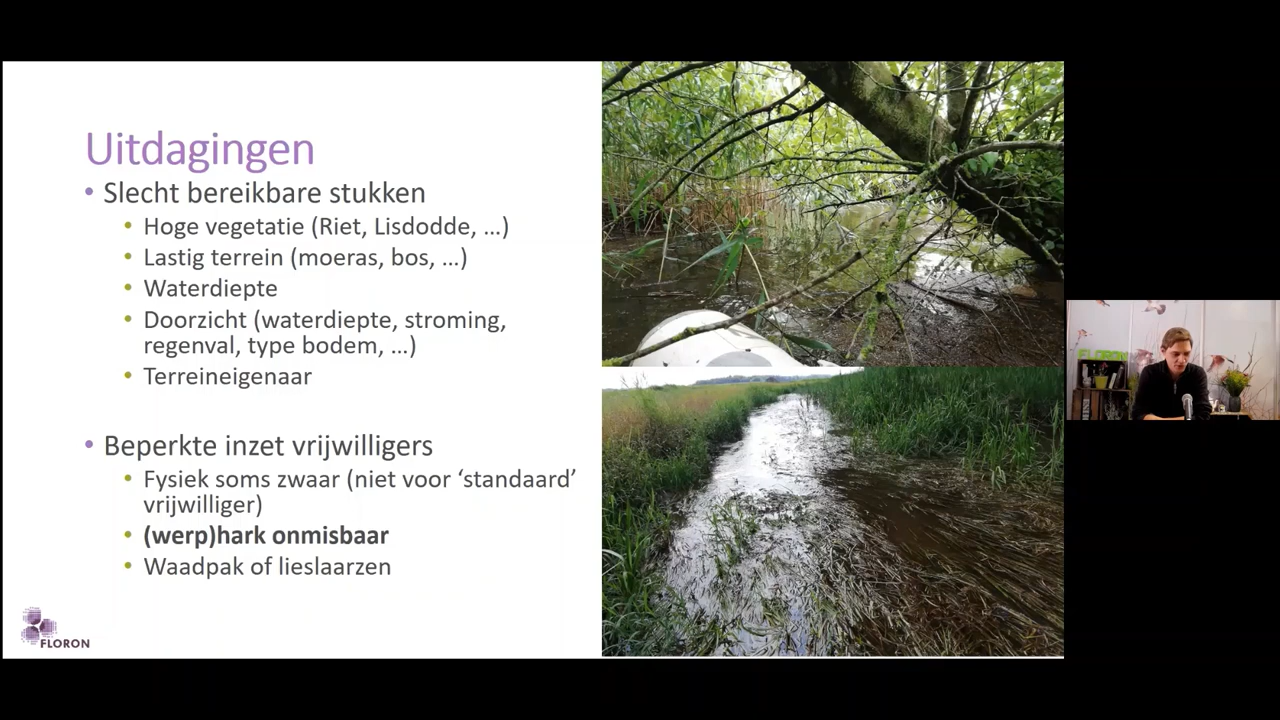 Uitdagingen
• Slecht bereikbare stukken
• Hoge vegetatie (Riet, Lisdodde, ...)
• Lastig terrein (moeras, bos, ...)
• Waterdiepte
• Doorzicht (waterdiepte, stroming,
regenval, type bodem, ...)
• Terreineigenaar
• Beperkte inzet vrijwilligers
• Fysiek soms zwaar (niet voor ‘standaard’
vrijwilliger)
• (werp)hark onmisbaar
• Waadpak of lieslaarzen
FLORON
FLORON